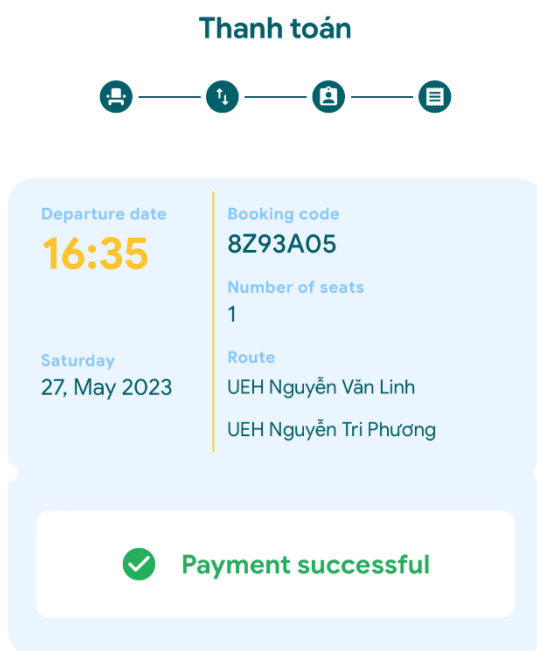 Thanh toán
Departure date
16:35
Saturday
27, May 2023
Booking code
8Z93A05
Number of seats
1
Route
UEH Nguyễn Văn Linh
UEH Nguyễn Tri Phương
Payment successful